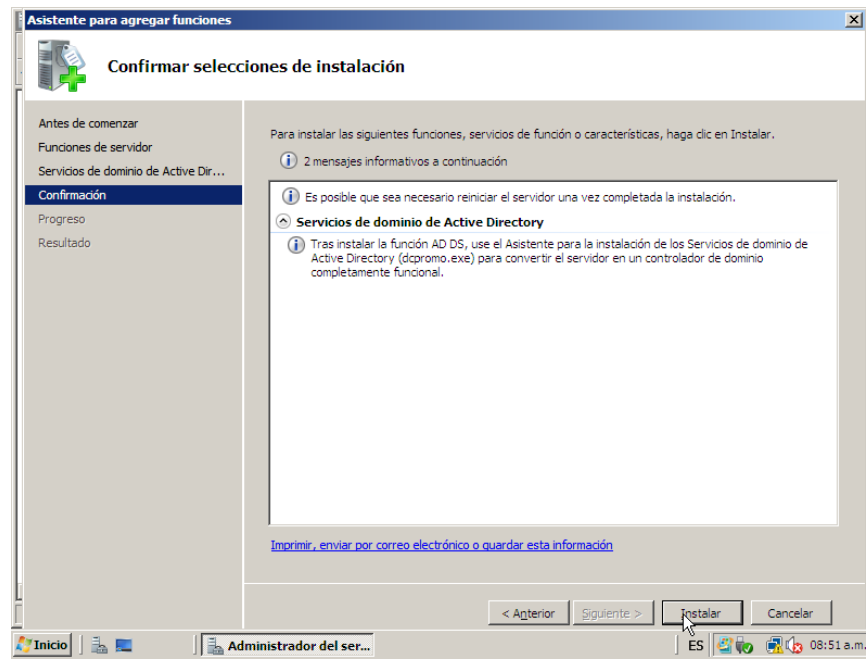 Asistente para agregar funciones
Confirmar selecciones de instalación
Antes de comenzar
Funciones de servidor
Servicios de dominio de Active Dir...
Confirmación
Progreso
Resultado
Para instalar las siguientes funciones, servicios de función o características, haga clic en Instalar.
2 mensajes informativos a continuación
Es posible que sea necesario reiniciar el servidor una vez completada la instalación.
Servicios de dominio de Active Directory
Tras instalar la función AD DS, use el Asistente para la instalación de los Servicios de dominio de
Active Directory (dcpromo.exe) para convertir el servidor en un controlador de dominio
completamente funcional.
Imprimir, enviar por correo electrónico o guardar esta información
< Anterior Siguiente > Instalar Cancelar
Inicio Administrador del ser... ES 08:51 a.m.